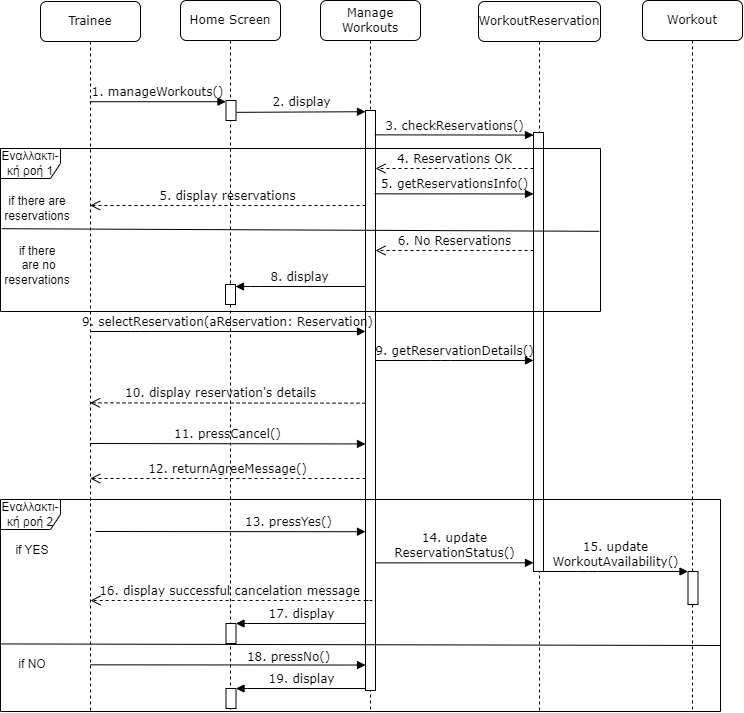 Trainee
Home Screen
Manage
Workouts
WorkoutReservation
Workout
1. manageWorkouts()
2. display
3. checkReservations()
Εναλλακτι-
κή ροή 1
4. Reservations OK
5. getReservationsInfo()
if there are
reservations
5. display reservations
if there
are no
reservations
6. No Reservations
8. display
9. selectReservation(aReservation: Reservation)
9. getReservationDetails()
10. display reservation's details
11. pressCancel()
12. returnAgreeMessage()
Εναλλακτι-
κή ροή 2
13. pressYes()
if YES
14. update
ReservationStatus()
15. update
WorkoutAvailability()
16. display successful cancelation message
17. display
if NO
18. pressNo()
19. display